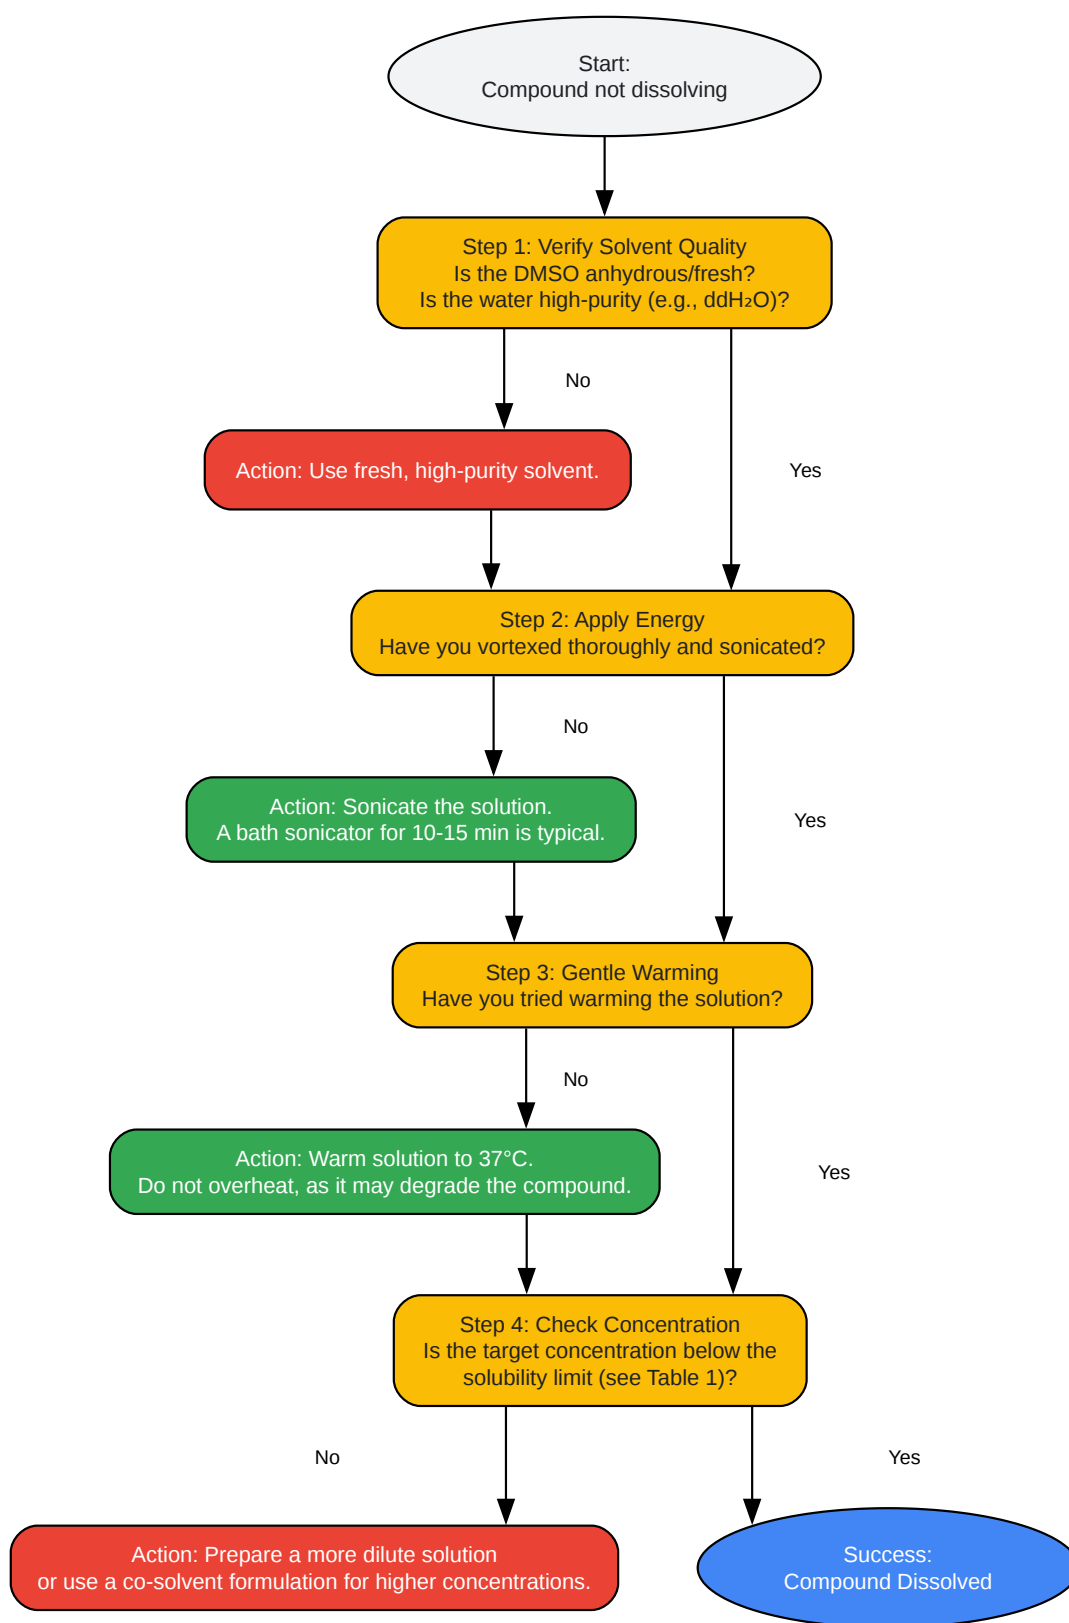 Start:
Compound not dissolving
Step 1: Verify Solvent Quality
Is the DMSO anhydrous/fresh?
Is the water high-purity (e.g., ddH₂O)?
No
Action: Use fresh, high-purity solvent.
Yes
Step 2: Apply Energy
Have you vortexed thoroughly and sonicated?
No
Action: Sonicate the solution.
A bath sonicator for 10-15 min is typical.
Yes
Step 3: Gentle Warming
Have you tried warming the solution?
No
Action: Warm solution to 37°C.
Do not overheat, as it may degrade the compound.
Yes
Step 4: Check Concentration
Is the target concentration below the
solubility limit (see Table 1)?
No
Yes
Action: Prepare a more dilute solution
or use a co-solvent formulation for higher concentrations.
Success:
Compound Dissolved